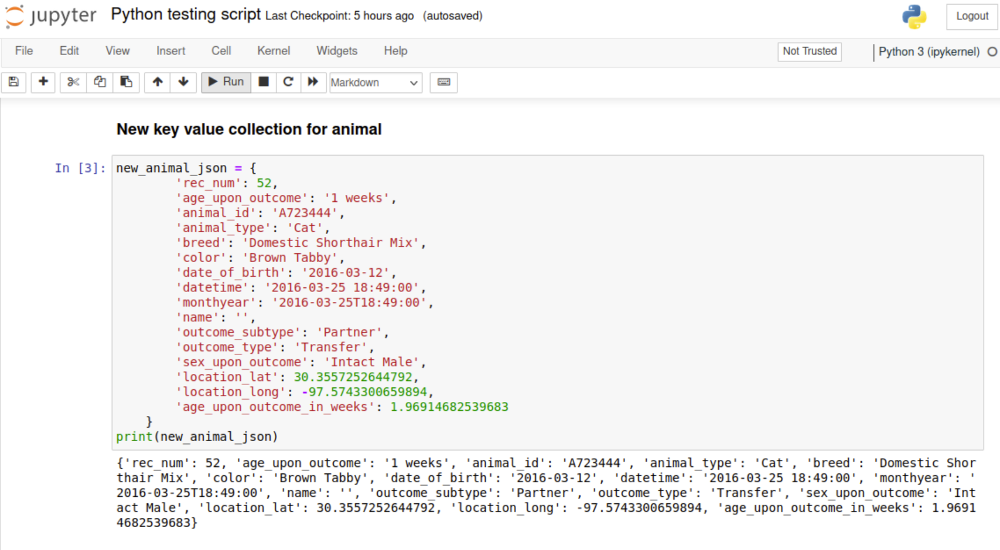 jupyter Python testing script Last Checkpoint: 5 hours ago (autosaved) Logout
File Edit View Insert Cell Kernel Widgets Help Not Trusted Python 3 (ipykernel)
Run Markdown
New key value collection for animal
In [3]: new_animal_json = {
'rec_num': 52,
'age_upon_outcome': '1 weeks',
'animal_id': 'A723444',
'animal_type': 'Cat',
'breed': 'Domestic Shorthair Mix',
'color': 'Brown Tabby',
'date_of_birth': '2016-03-12',
'datetime': '2016-03-25 18:49:00',
'monthyear': '2016-03-25T18:49:00',
'name': '',
'outcome_subtype': 'Partner',
'outcome_type': 'Transfer',
'sex_upon_outcome': 'Intact Male',
'location_lat': 30.3557252644792,
'location_long': -97.5743300659894,
'age_upon_outcome_in_weeks': 1.96914682539683
}
print(new_animal_json)
{'rec_num': 52, 'age_upon_outcome': '1 weeks', 'animal_id': 'A723444', 'animal_type': 'Cat', 'breed': 'Domestic Shor
thair Mix', 'color': 'Brown Tabby', 'date_of_birth': '2016-03-12', 'datetime': '2016-03-25 18:49:00', 'monthyear': '
2016-03-25T18:49:00', 'name': '', 'outcome_subtype': 'Partner', 'outcome_type': 'Transfer', 'sex_upon_outcome': 'Int
act Male', 'location_lat': 30.3557252644792, 'location_long': -97.5743300659894, 'age_upon_outcome_in_weeks': 1.9691
4682539683}